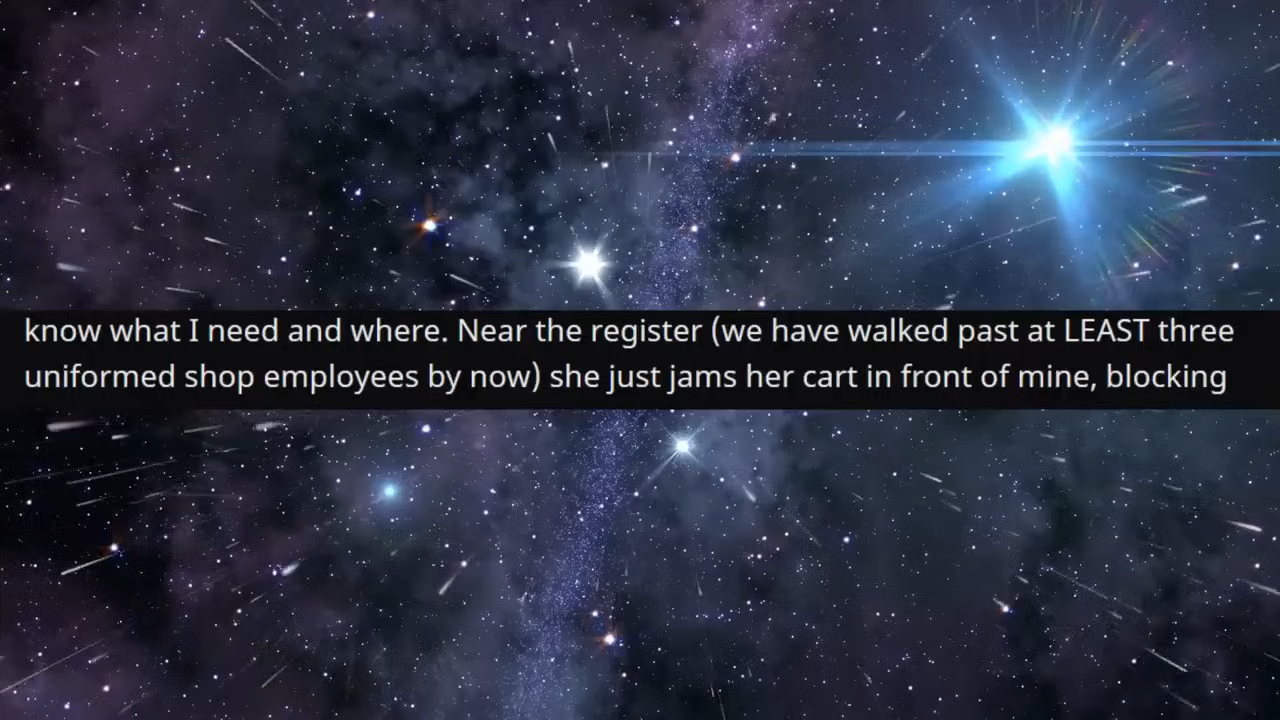 know what I need and where. Near the register (we have walked past at LEAST three
uniformed shop employees by now) she just jams her cart in front of mine, blocking